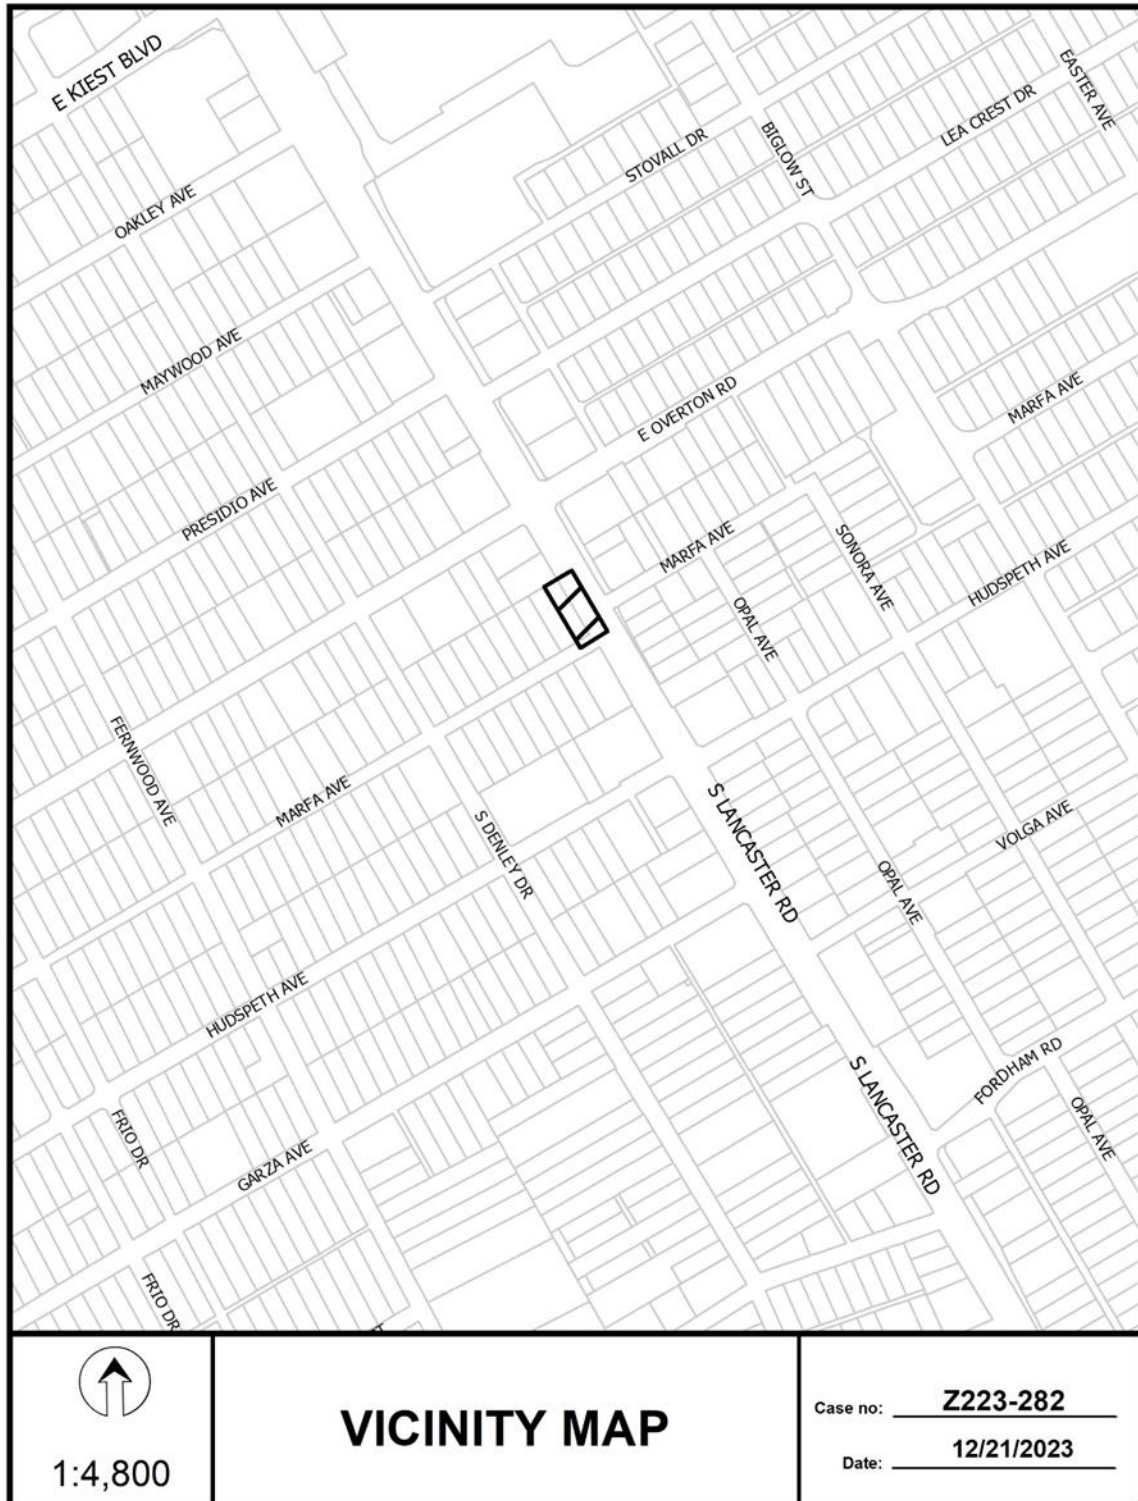 E KIEST BLVD
EASTER AVE
LEA CREST DR
BIGLOW ST
STOVALL DR
OAKLEY AVE
MAYWOOD AVE
E OVERTON RD
MARFA AVE
PRESIDIO AVE
MARFA AVE
SONORA AVE
HUDSPETH AVE
OPAL AVE
FERNWOOD AVE
MARFA AVE
S DENLEY DR
S LANCASTER RD
VOLGA AVE
OPAL AVE
HUDSPETH AVE
FORDHAM RD
S LANCASTER RD
OPAL AVE
FRIO DR
GARZA AVE
FRIO DR
1:4,800
VICINITY MAP
Case no: Z223-282
Date: 12/21/2023